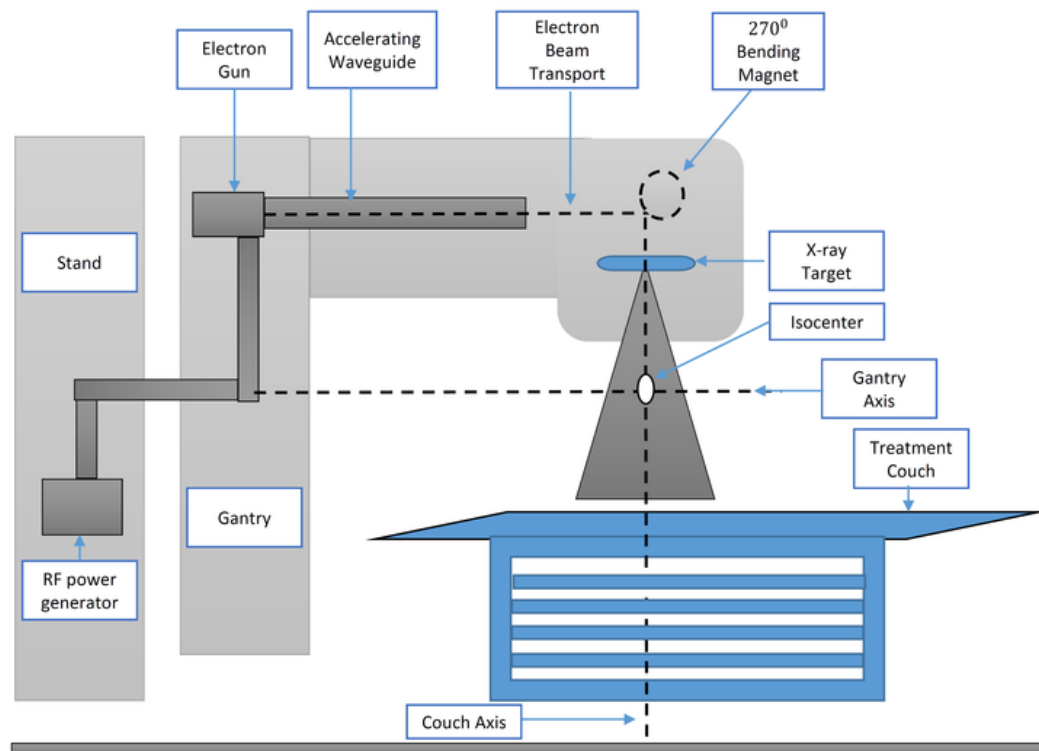 Electron
Gun
Accelerating
Waveguide
Electron
Beam
Transport
270⁰
Bending
Magnet
Stand
X-ray
Target
Isocenter
Gantry
Axis
Treatment
Couch
Gantry
RF power
generator
Couch Axis